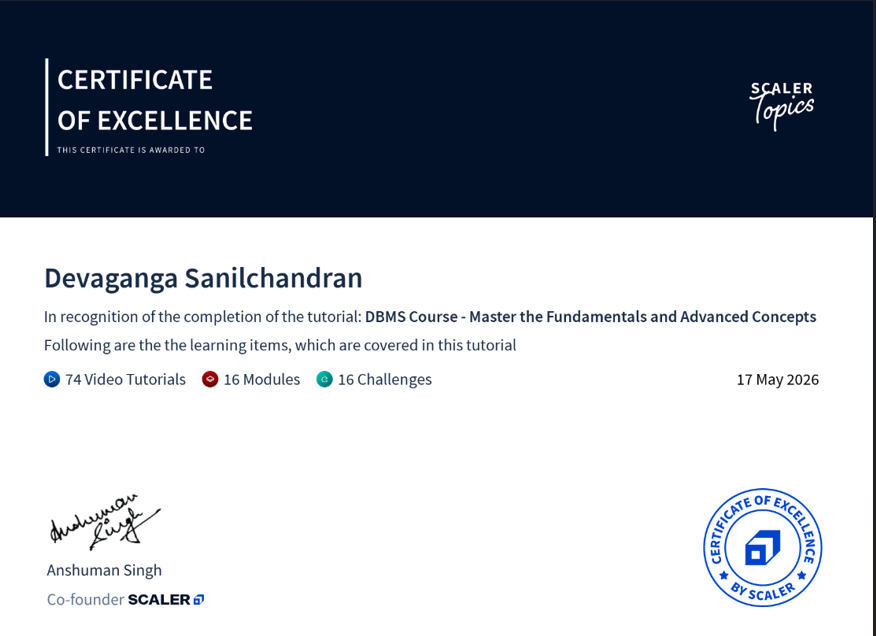 CERTIFICATE
OF EXCELLENCE
THIS CERTIFICATE IS AWARDED TO
SCALER
Topics
Devaganga Sanilchandran
In recognition of the completion of the tutorial: DBMS Course - Master the Fundamentals and Advanced Concepts
Following are the the learning items, which are covered in this tutorial
74 Video Tutorials 16 Modules 16 Challenges 17 May 2026
Anshuman
Singh
Anshuman Singh
Co-founder SCALER
CERTIFICATE OF EXCELLENCE
BY SCALER